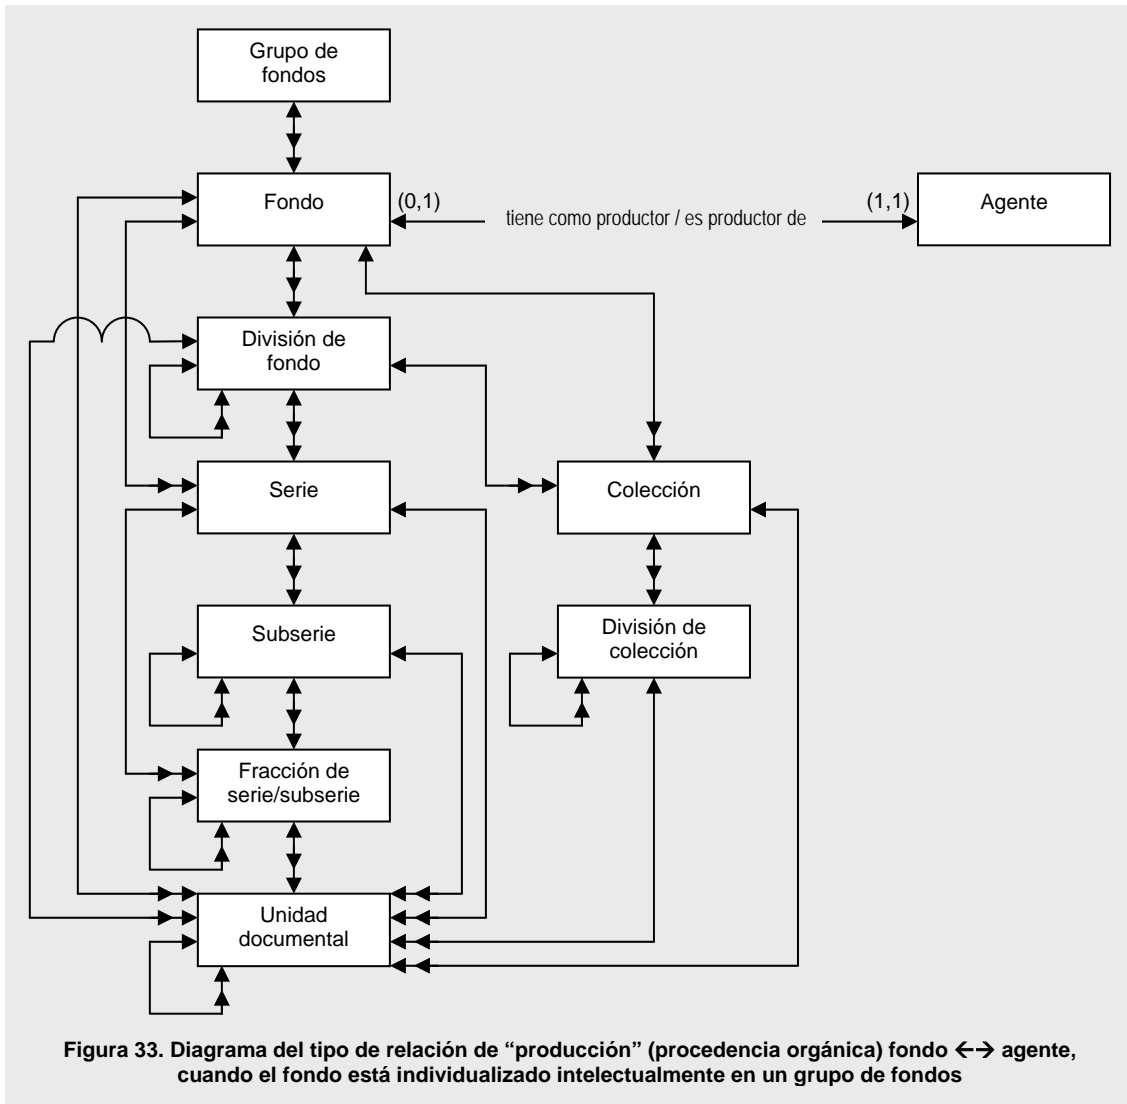 Grupo de
fondos
Fondo
(0,1)
tiene como productor / es productor de
(1,1)
Agente
División de
fondo
Serie
Colección
Subserie
División de
colección
Fracción de
serie/subserie
Unidad
documental
Figura 33. Diagrama del tipo de relación de “producción” (procedencia orgánica) fondo ←→ agente,
cuando el fondo está individualizado intelectualmente en un grupo de fondos